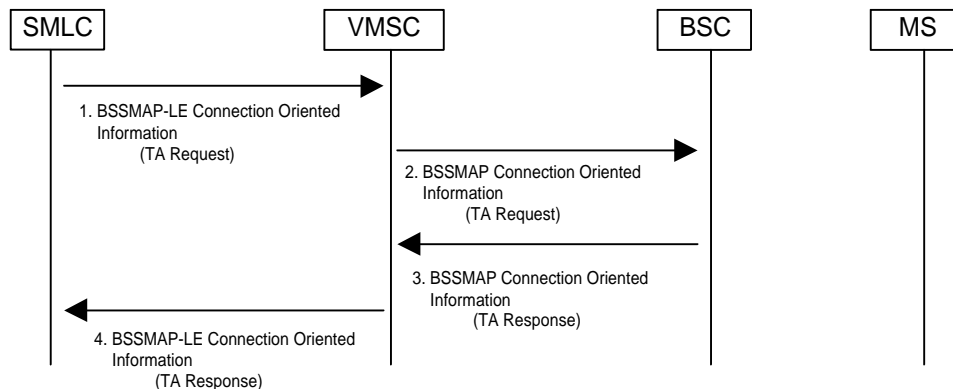 SMLC
VMSC
BSC
MS
1. BSSMAP-LE Connection Oriented
Information
(TA Request)
2. BSSMAP Connection Oriented
Information
(TA Request)
3. BSSMAP Connection Oriented
Information
(TA Response)
4. BSSMAP-LE Connection Oriented
Information
(TA Response)